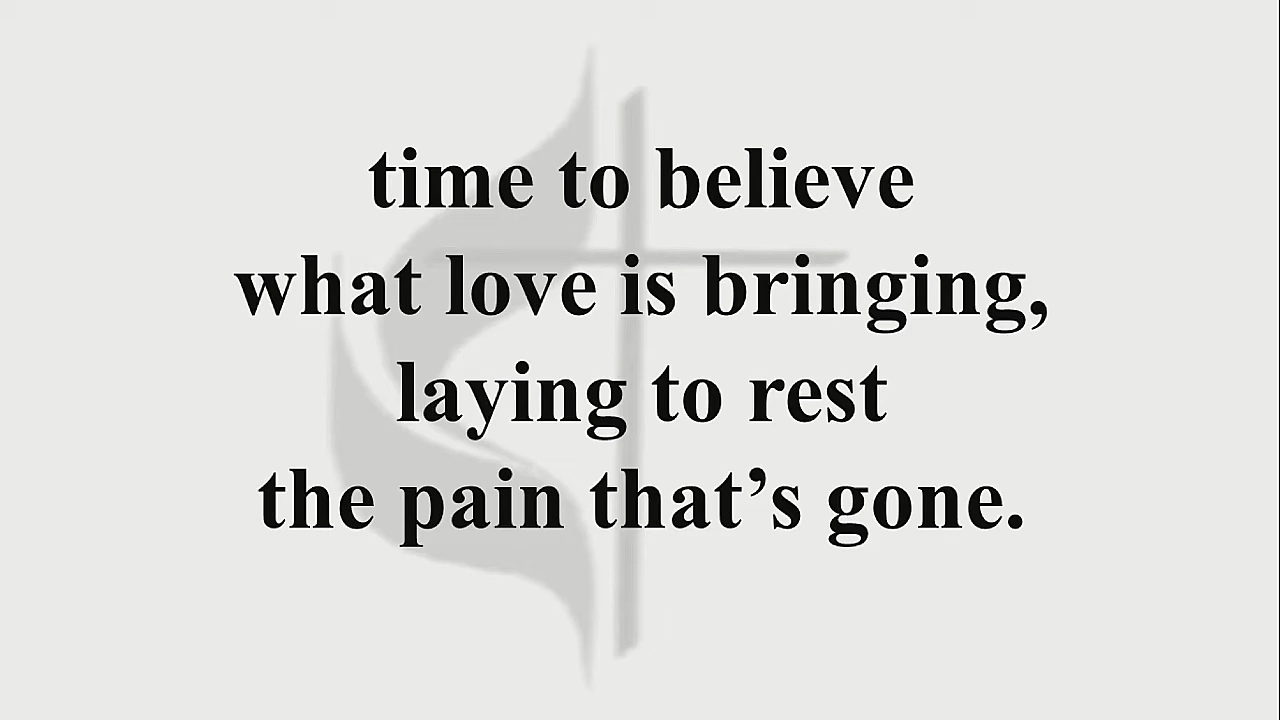 time to believe
what love is bringing,
laying to rest
the pain that’s gone.